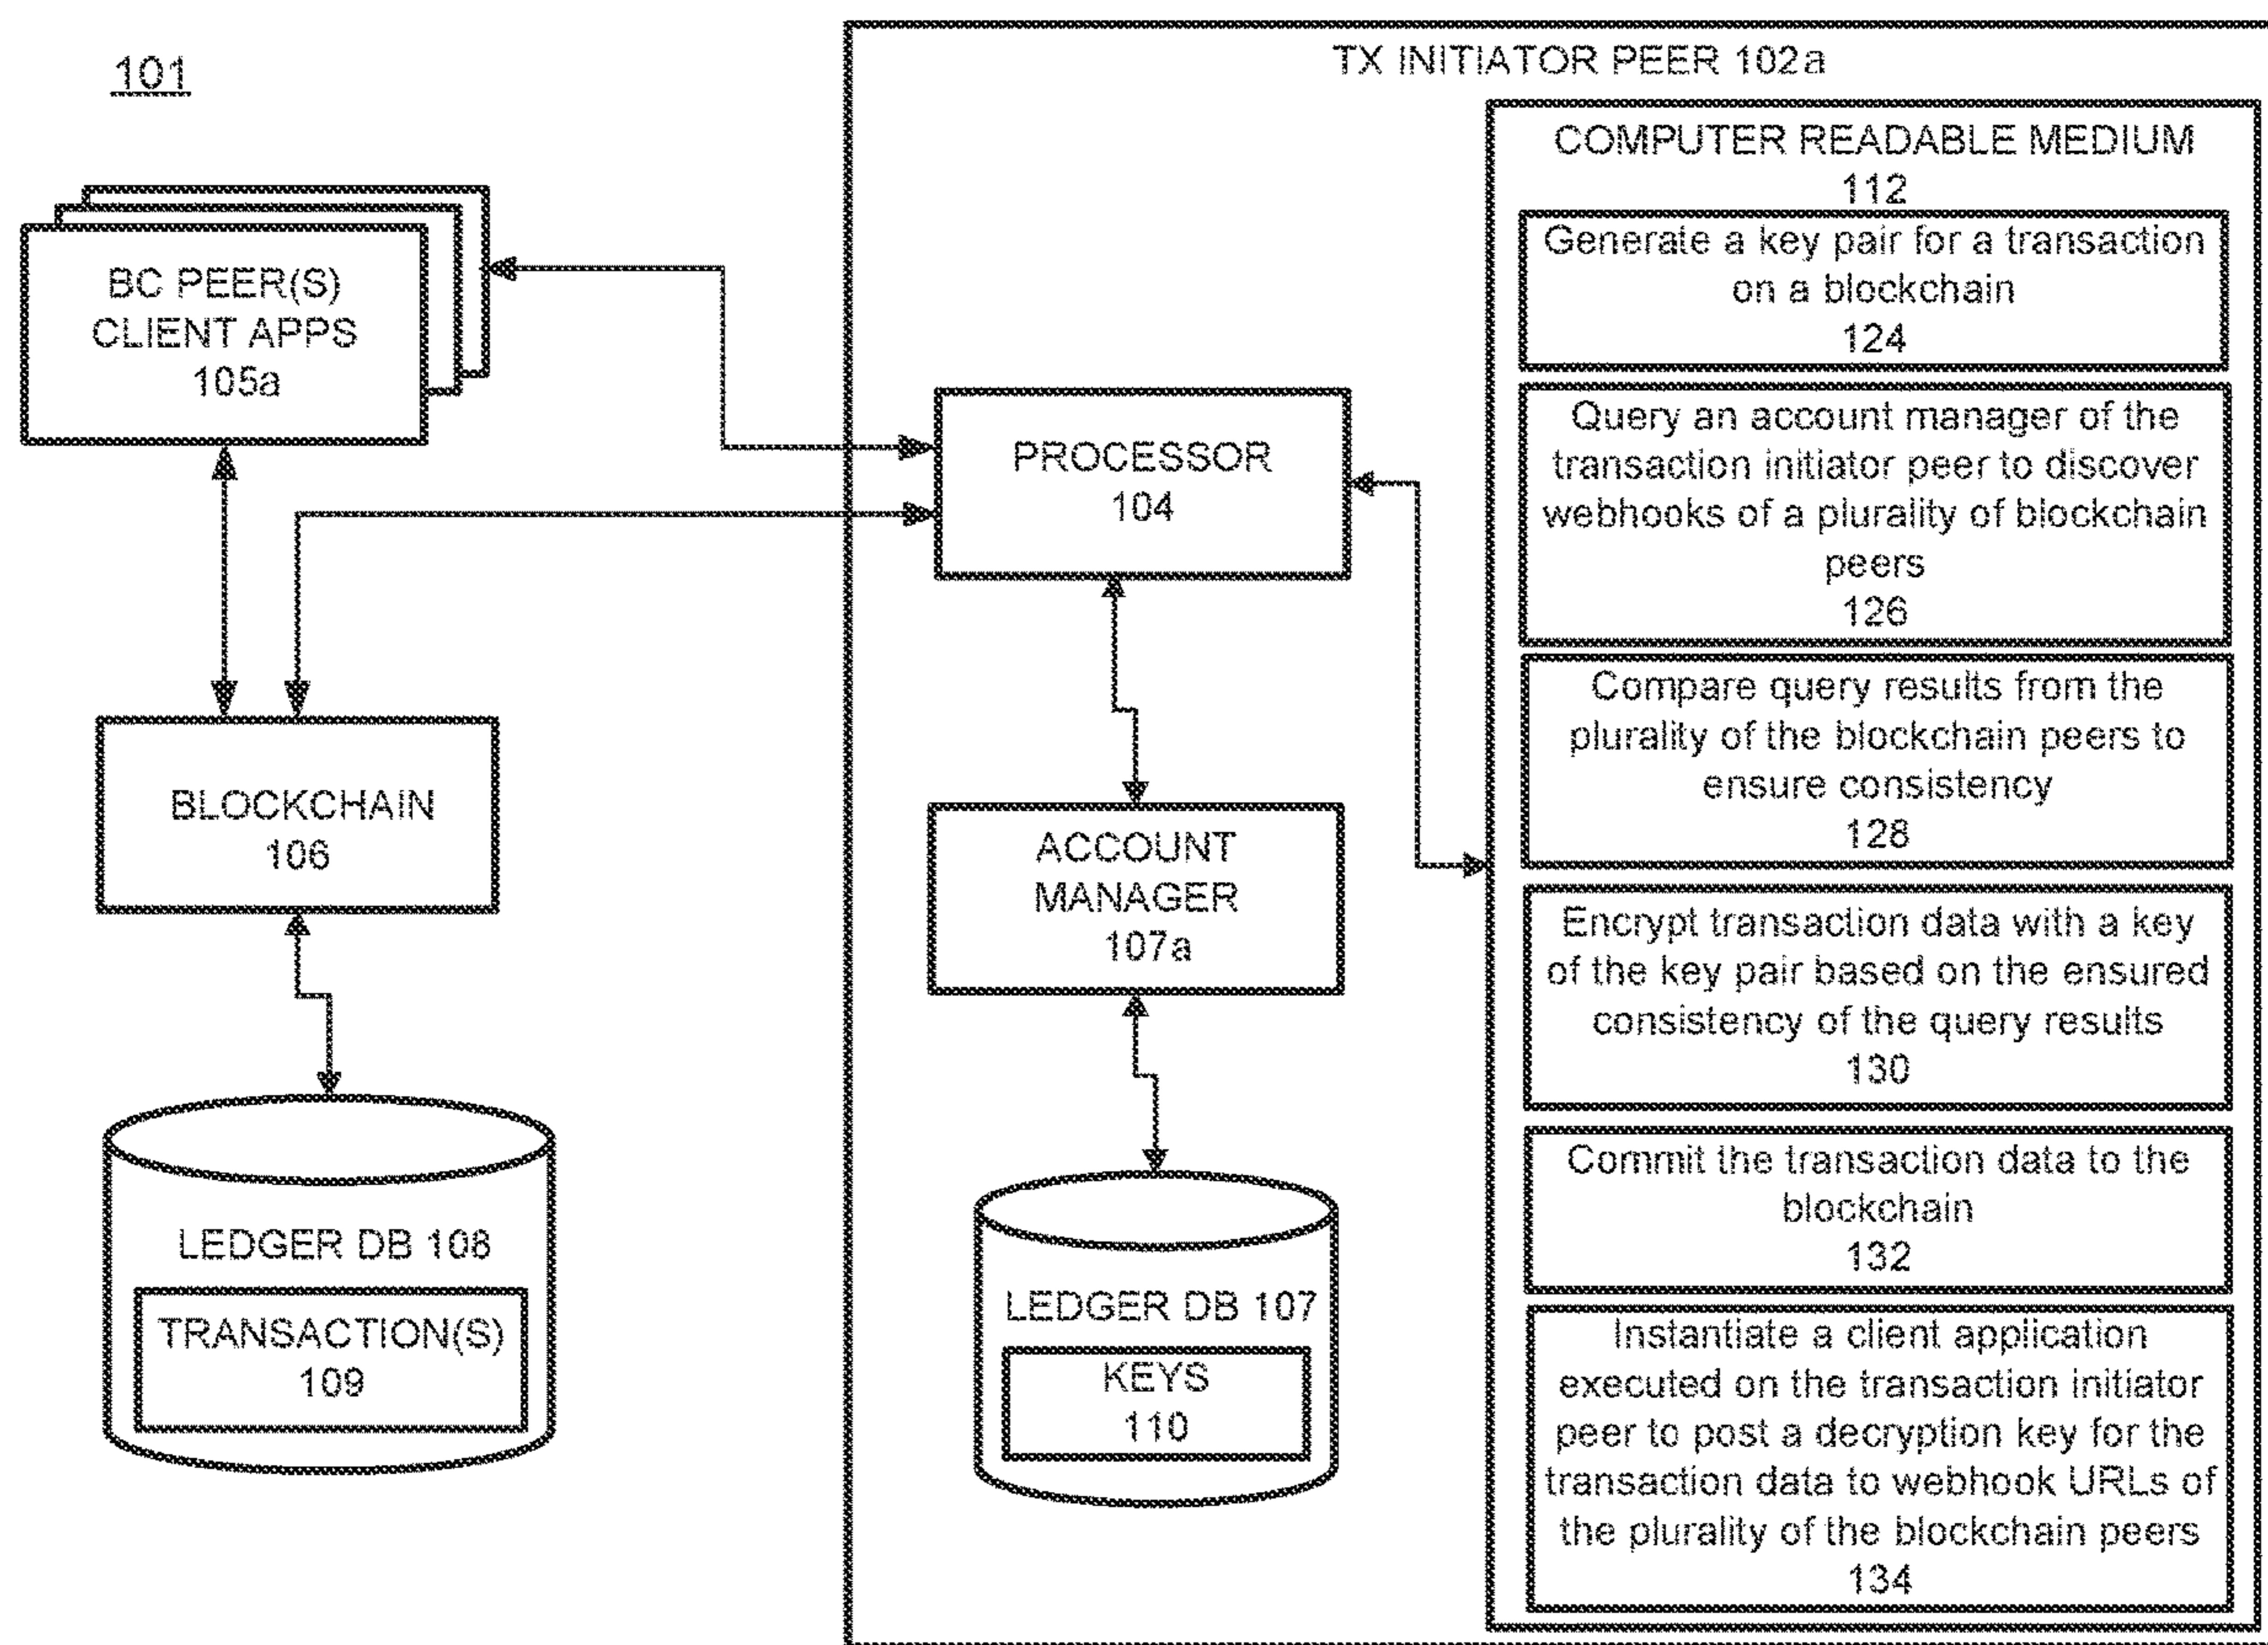 101
TX INITIATOR PEER 102a
BC PEER(S)
CLIENT APPS
105a
BLOCKCHAIN
106
LEDGER DB 108
TRANSACTION(S)
109
PROCESSOR
104
ACCOUNT
MANAGER
107a
LEDGER DB 107
KEYS
110
COMPUTER READABLE MEDIUM
112
Generate a key pair for a transaction
on a blockchain
124
Query an account manager of the
transaction initiator peer to discover
webhooks of a plurality of blockchain
peers
126
Compare query results from the
plurality of the blockchain peers to
ensure consistency
128
Encrypt transaction data with a key
of the key pair based on the ensured
consistency of the query results
130
Commit the transaction data to the
blockchain
132
Instantiate a client application
executed on the transaction initiator
peer to post a decryption key for the
transaction data to webhook URLs of
the plurality of the blockchain peers
134